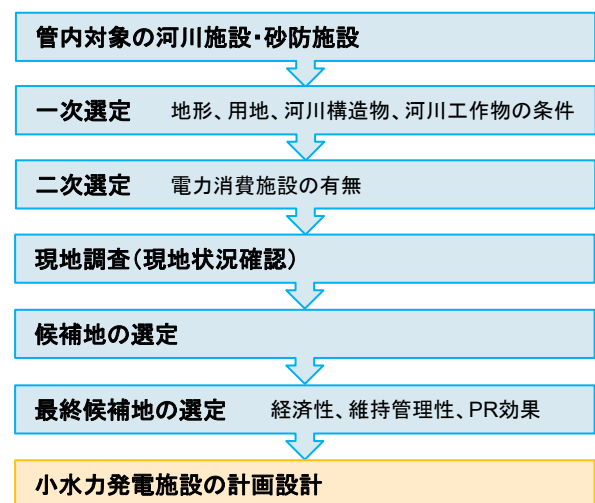 管内対象の河川施設・砂防施設
一次選定 地形、用地、河川構造物、河川工作物の条件
二次選定 電力消費施設の有無
現地調査（現地状況確認）
候補地の選定
最終候補地の選定 経済性、維持管理性、PR効果
小水力発電施設の計画設計